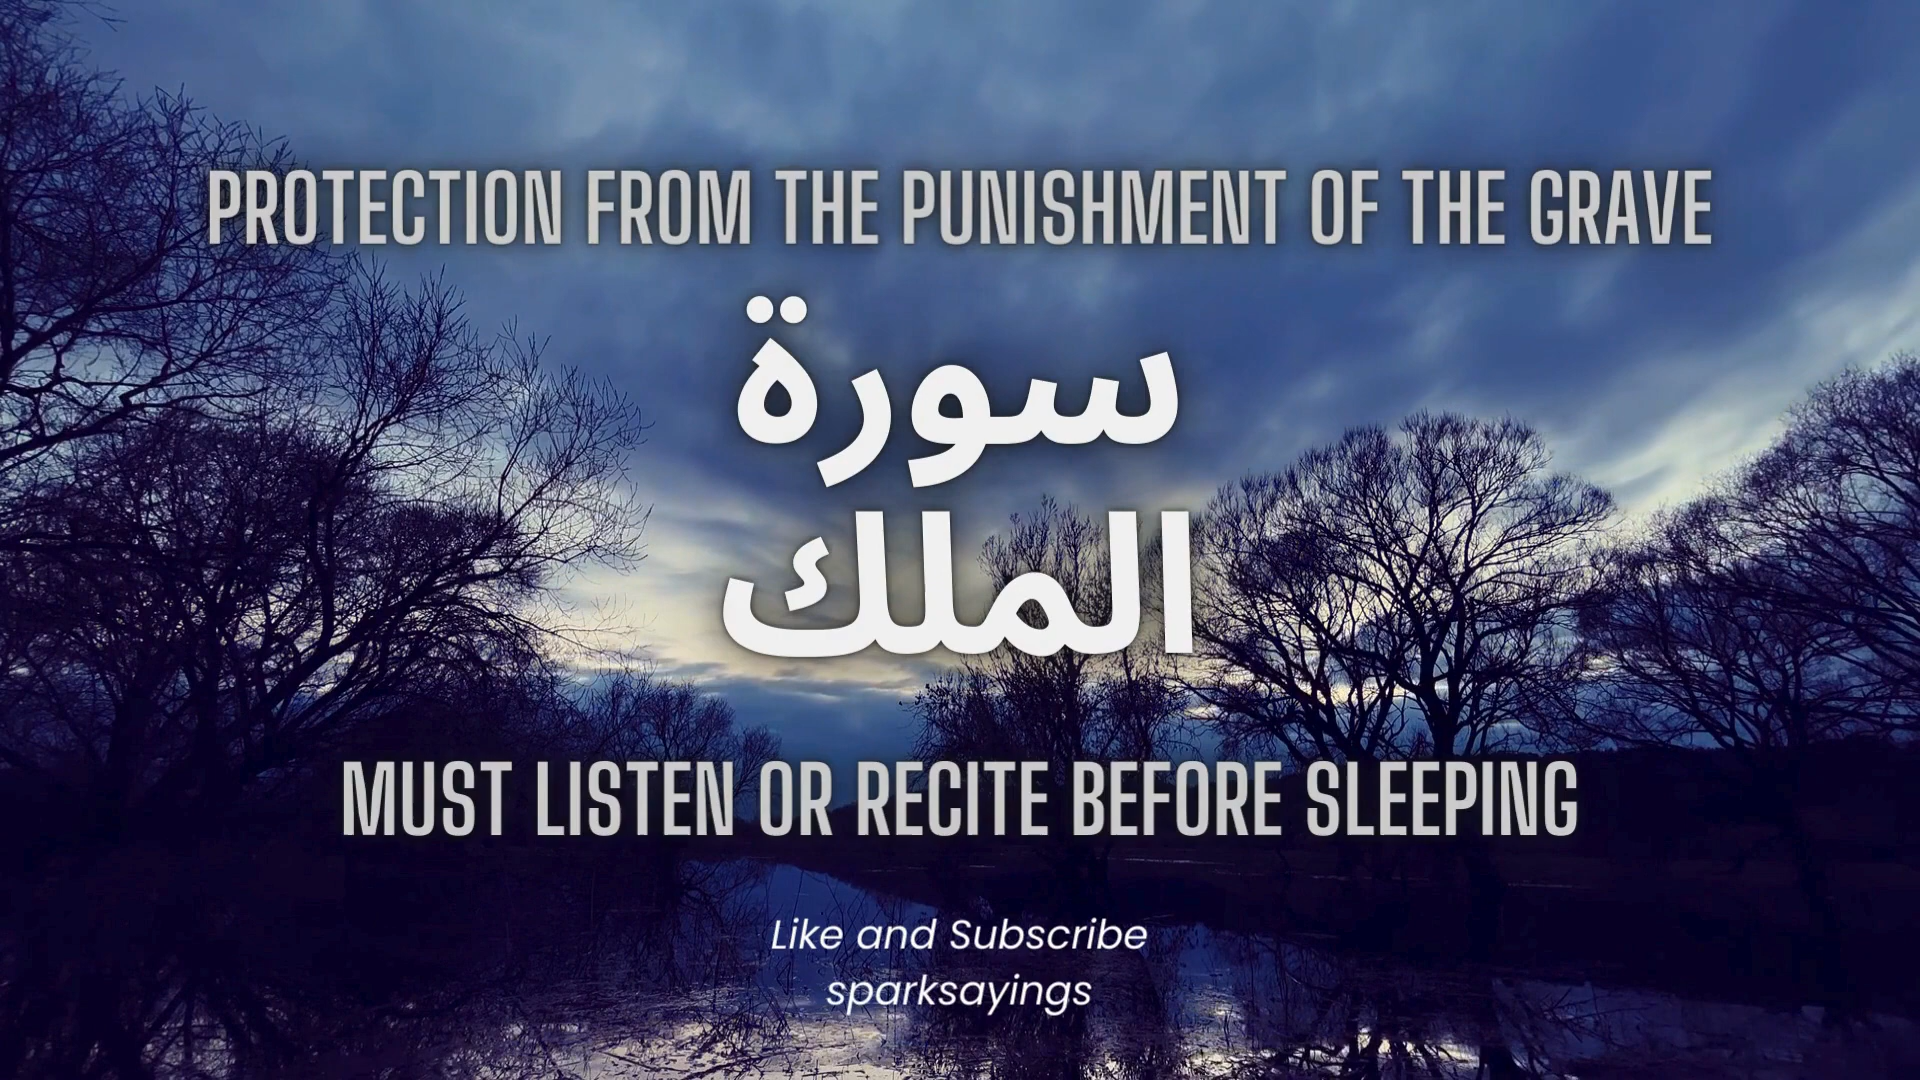 PROTECTION FROM THE PUNISHMENT OF THE GRAVE
سورة
الملك
MUST LISTEN OR RECITE BEFORE SLEEPING
Like and Subscribe
sparksayings